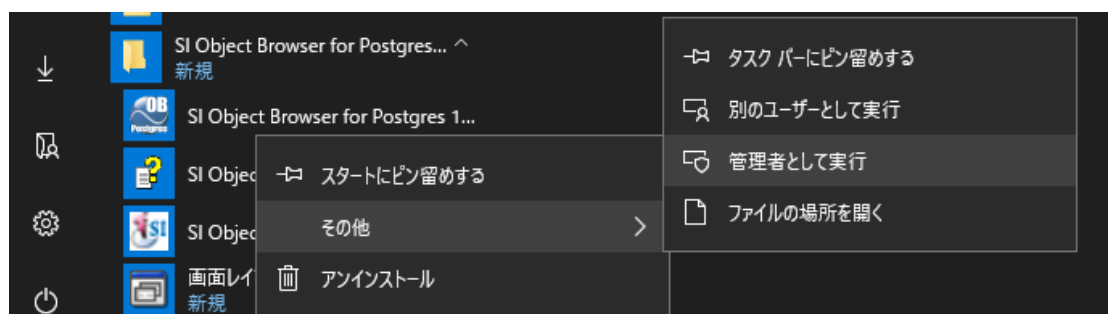 SI Object Browser for Postgres... ^
新規
SI Object Browser for Postgres 1...
SI Objec
SI Objec
画面レイ
新規
スタートにピン留めする
その他
アンインストール
タスク バーにピン留めする
別のユーザーとして実行
管理者として実行
ファイルの場所を開く
OB
Postgres
SI